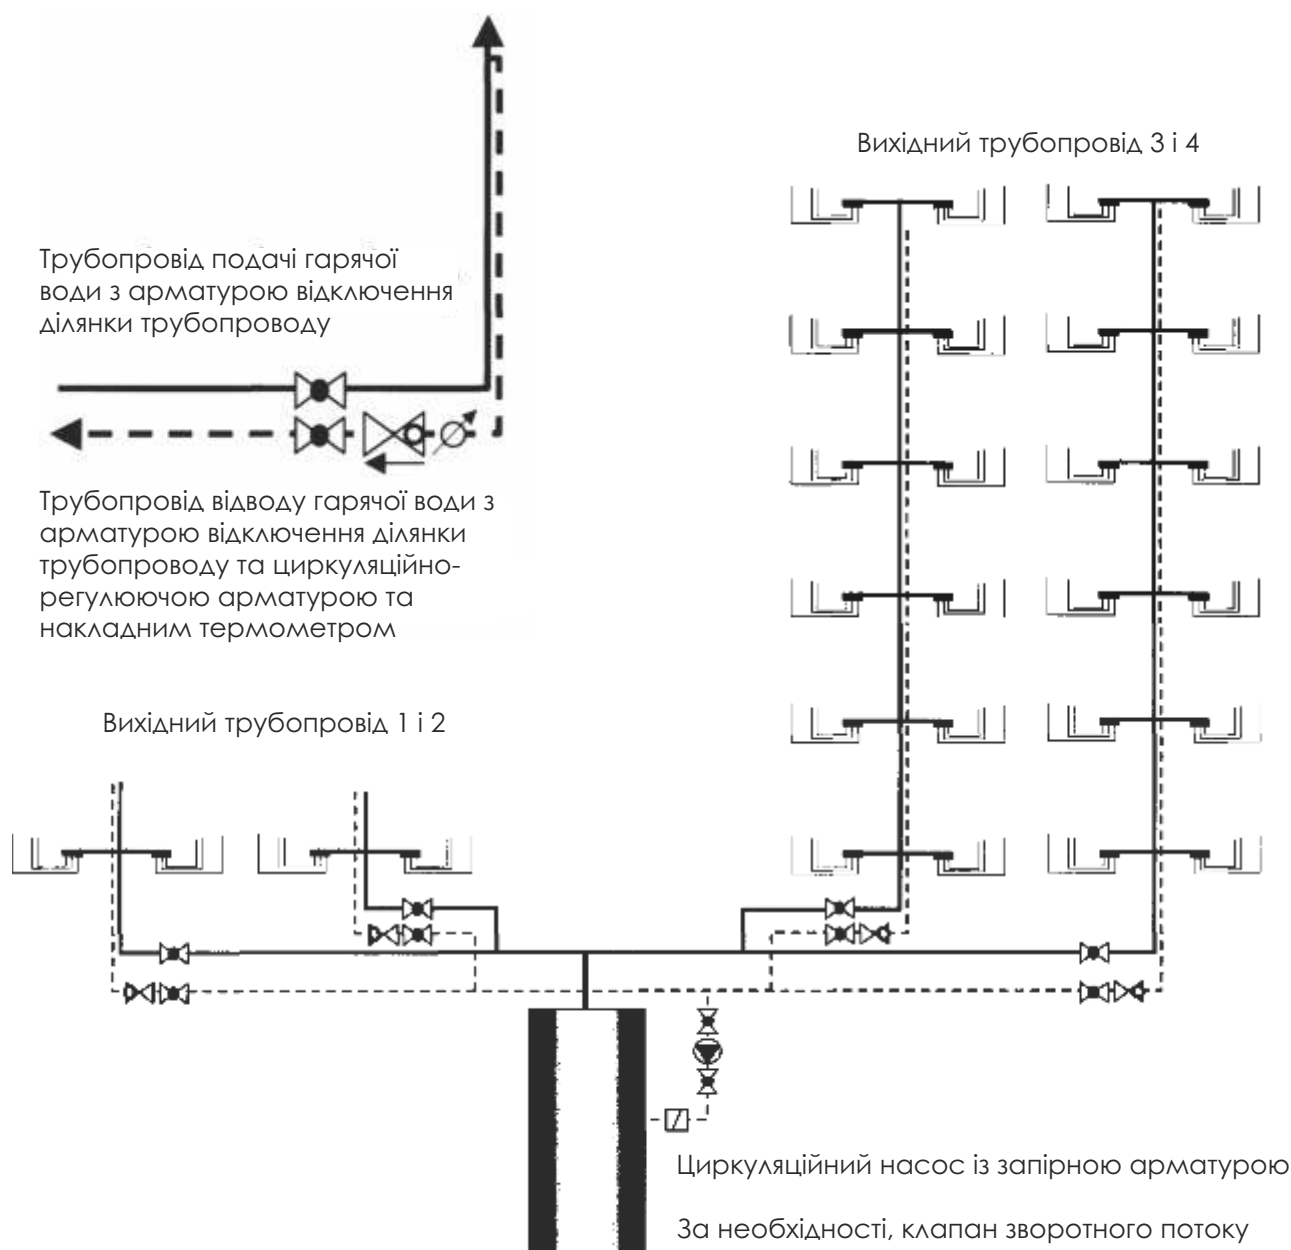 Вихідний трубопровід 3 і 4
Трубопровід подачі гарячої
води з арматурою відключення
ділянки трубопроводу
Трубопровід відводу гарячої води з
арматурою відключення ділянки
трубопроводу та циркуляційно-
регулюючою арматурою та
накладним термометром
Вихідний трубопровід 1 і 2
Циркуляційний насос із запірною арматурою
За необхідності, клапан зворотного потоку